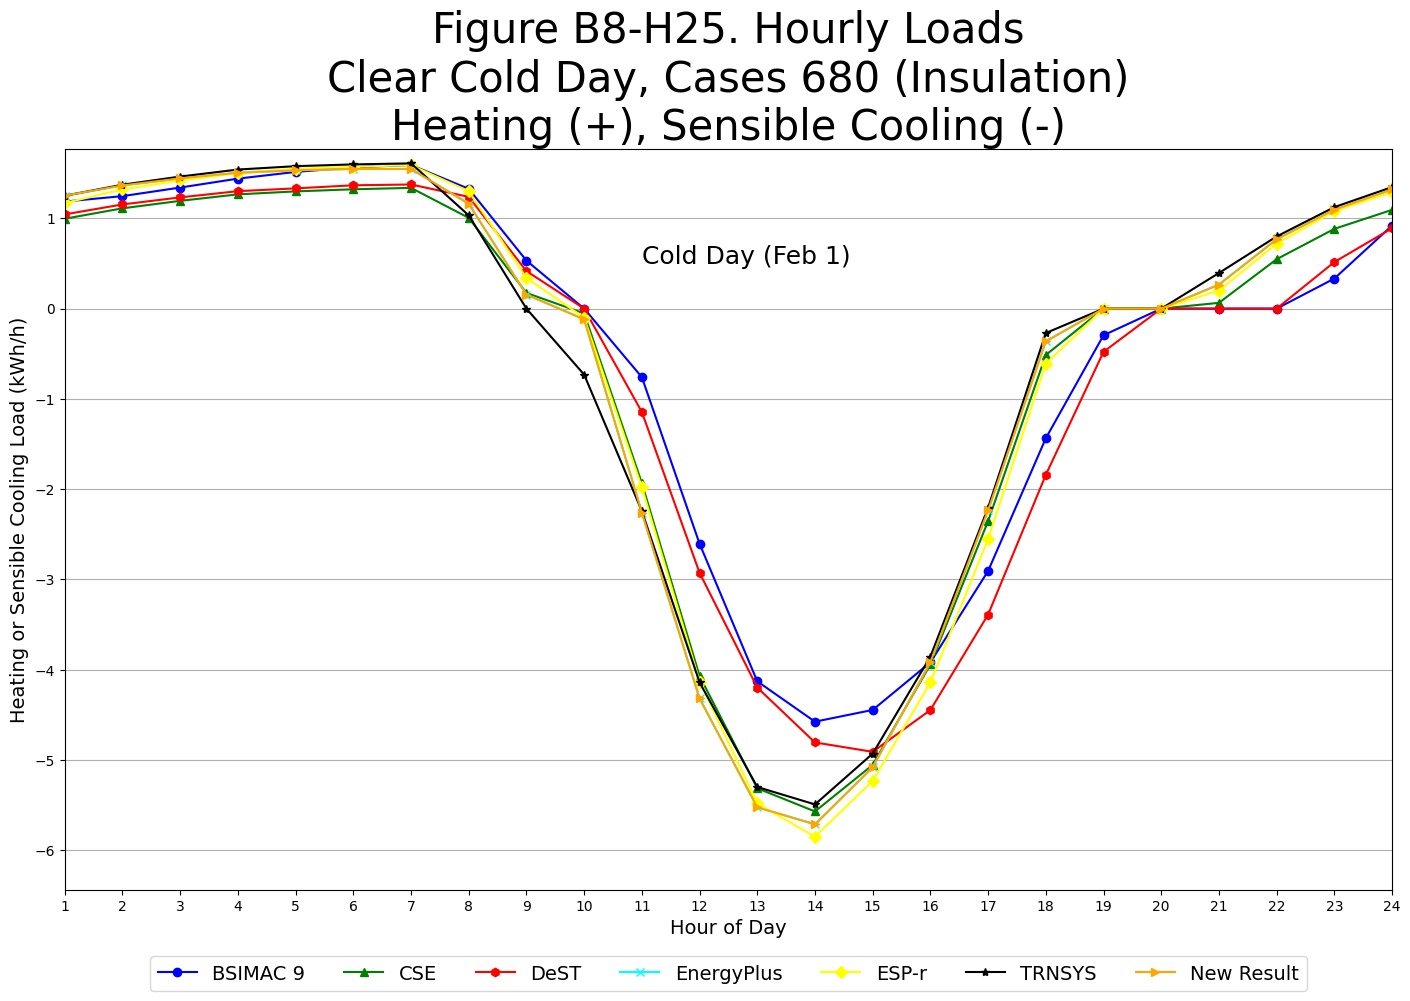 Figure B8-H25. Hourly Loads
Clear Cold Day, Cases 680 (Insulation)
Heating (+), Sensible Cooling (-)
Heating or Sensible Cooling Load (kWh/h)
1
0
−1
−2
−3
−4
−5
−6
Cold Day (Feb 1)
1 2 3 4 5 6 7 8 9 10 11 12 13 14 15 16 17 18 19 20 21 22 23 24
Hour of Day
BSIMAC 9 CSE DeST EnergyPlus ESP-r TRNSYS New Result